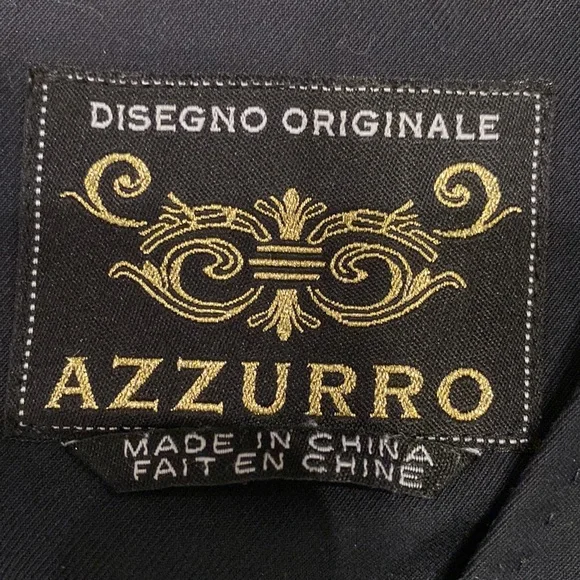 DISEGNO ORIGINALE
AZZURRO
MADE IN CHINA
FAIT EN CHINE